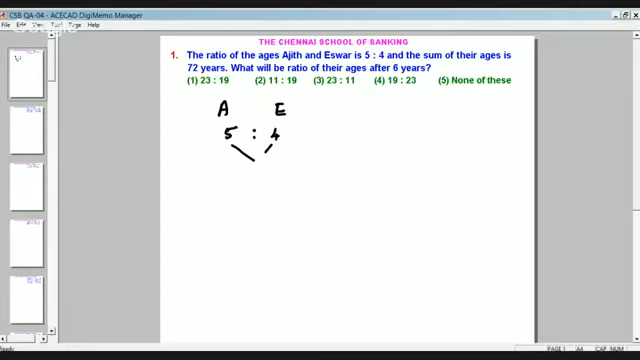 CSB QA-04 - ACECAD DigiMemo Manager
File Edit View Page Tool Help
THE CHENNAI SCHOOL OF BANKING
1. The ratio of the ages Ajith and Eswar is 5 : 4 and the sum of their ages is
72 years. What will be ratio of their ages after 6 years?
(1) 23 : 19 (2) 11 : 19 (3) 23 : 11 (4) 19 : 23 (5) None of these
A E
5 : 4
Ready
PAGE 1 A4 CAP NUM